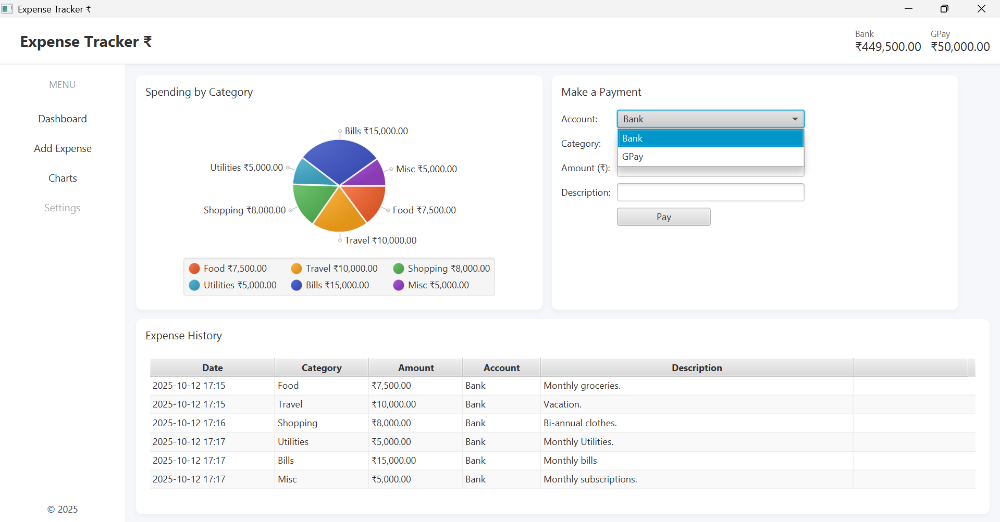 Expense Tracker ₹
Expense Tracker ₹
Bank
₹449,500.00
GPay
₹50,000.00
MENU
Dashboard
Add Expense
Charts
Settings
© 2025
Spending by Category
Bills ₹15,000.00
Utilities ₹5,000.00
Misc ₹5,000.00
Shopping ₹8,000.00
Food ₹7,500.00
Travel ₹10,000.00
Food ₹7,500.00 Travel ₹10,000.00 Shopping ₹8,000.00
Utilities ₹5,000.00 Bills ₹15,000.00 Misc ₹5,000.00
Make a Payment
Account: Bank
Bank
Category:
GPay
Amount (₹):
Description:
Pay
Expense History
Date Category Amount Account Description
2025-10-12 17:15 Food ₹7,500.00 Bank Monthly groceries.
2025-10-12 17:15 Travel ₹10,000.00 Bank Vacation.
2025-10-12 17:16 Shopping ₹8,000.00 Bank Bi-annual clothes.
2025-10-12 17:17 Utilities ₹5,000.00 Bank Monthly Utilities.
2025-10-12 17:17 Bills ₹15,000.00 Bank Monthly bills
2025-10-12 17:17 Misc ₹5,000.00 Bank Monthly subscriptions.